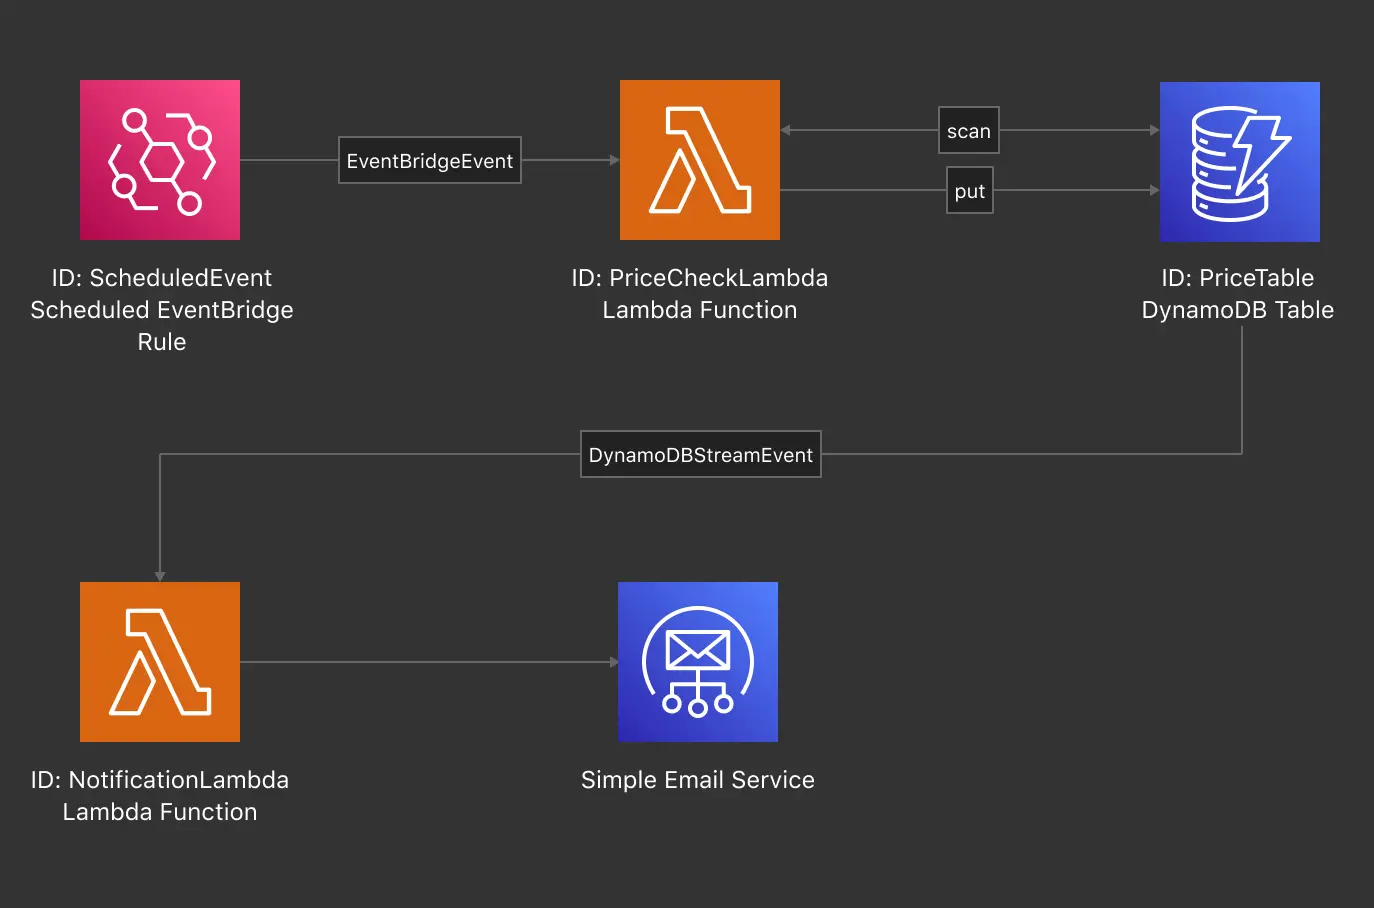 EventBridgeEvent
scan
put
ID: ScheduledEvent
Scheduled EventBridge
Rule
ID: PriceCheckLambda
Lambda Function
ID: PriceTable
DynamoDB Table
DynamoDBStreamEvent
ID: NotificationLambda
Lambda Function
Simple Email Service